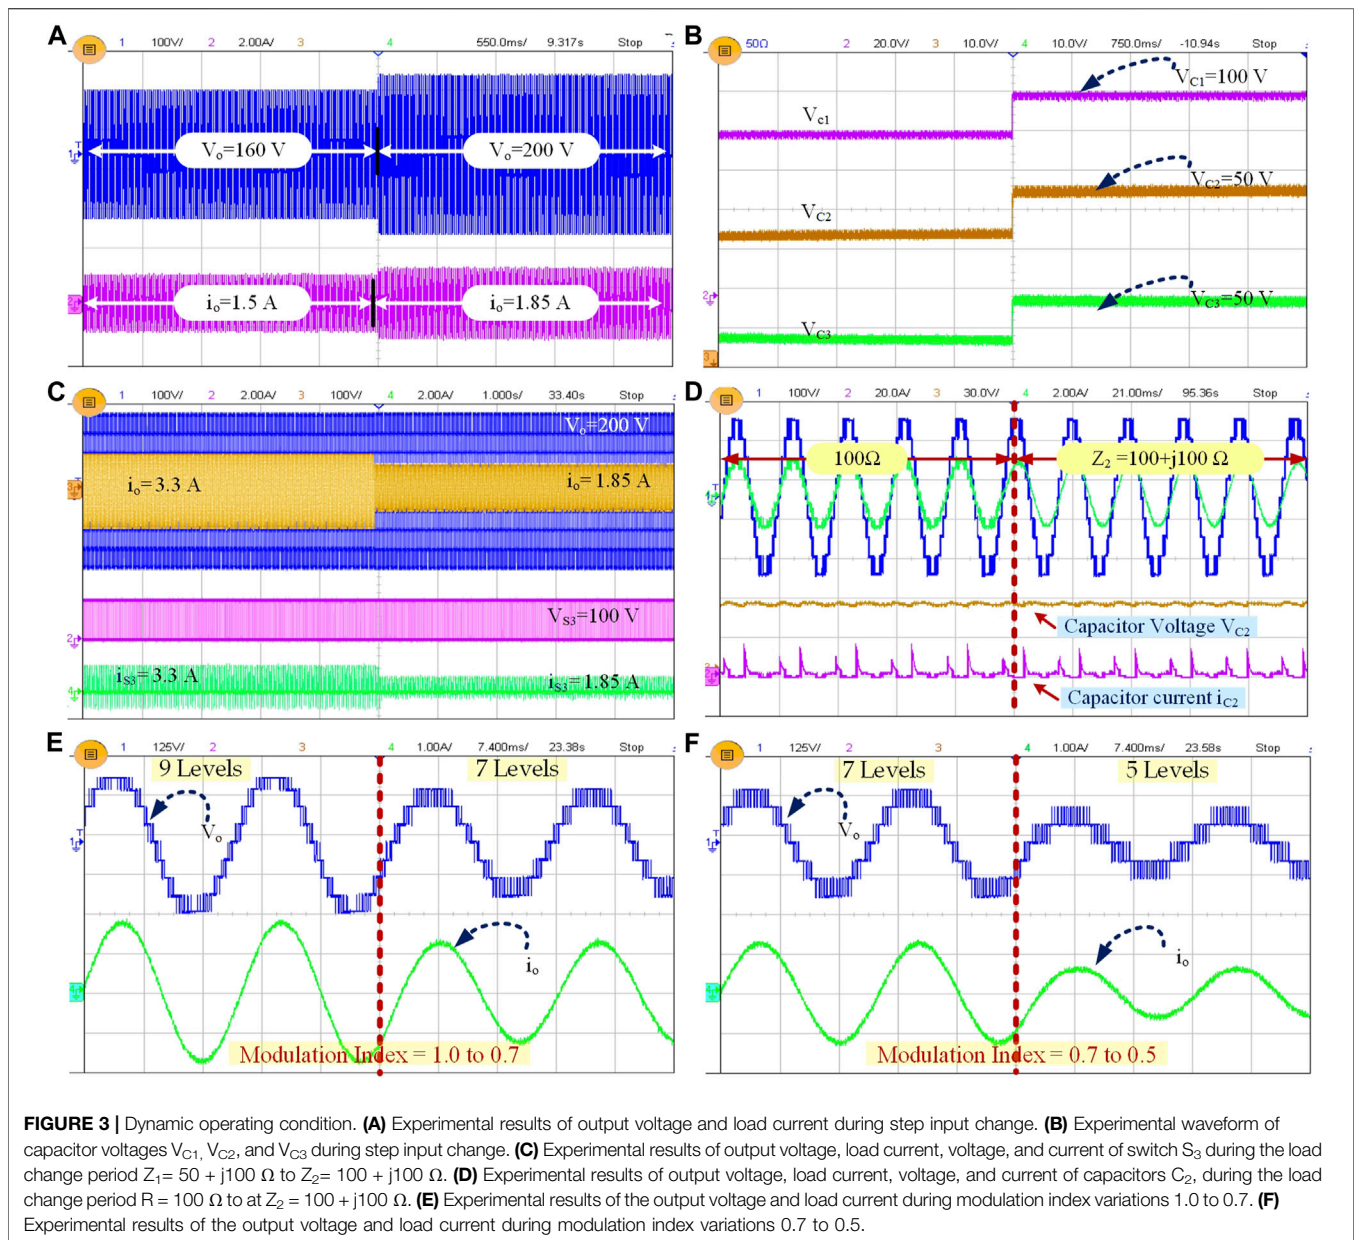 A
1 100V/ 2 2.00A/ 3 4 550.0ms/ 9.317s Stop
Vo=160 V Vo=200 V
1
T
io=1.5 A io=1.85 A
2
B
50Ω 2 20.0V/ 3 10.0V/ 4 10.0V/ 750.0ms/ -10.94s Stop
VC1=100 V
Vc1
VC2=50 V
VC2
2
VC3=50 V
VC3
3
C
1 100V/ 2 2.00A/ 3 100V/ 4 2.00A/ 1.000s/ 33.40s Stop
Vo=200 V
io=3.3 A io=1.85 A
3
VS3=100 V
2
iS3=3.3 A iS3=1.85 A
4
D
1 100V/ 2 20.0A/ 3 30.0V/ 4 2.00A/ 21.00ms/ 95.36s Stop
100Ω Z2 =100+j100 Ω
1
Capacitor Voltage VC2
Capacitor current iC2
E
1 125V/ 2 3 4 1.00A/ 7.400ms/ 23.38s Stop
9 Levels 7 Levels
Vo
1
T
io
4
Modulation Index = 1.0 to 0.7
F
1 125V/ 2 3 4 1.00A/ 7.400ms/ 23.58s Stop
7 Levels 5 Levels
Vo
1
T
io
4
Modulation Index = 0.7 to 0.5
FIGURE 3 | Dynamic operating condition. (A) Experimental results of output voltage and load current during step input change. (B) Experimental waveform of
capacitor voltages VC1, VC2, and VC3 during step input change. (C) Experimental results of output voltage, load current, voltage, and current of switch S3 during the load
change period Z1= 50 + j100 Ω to Z2= 100 + j100 Ω. (D) Experimental results of output voltage, load current, voltage, and current of capacitors C2, during the load
change period R = 100 Ω to at Z2 = 100 + j100 Ω. (E) Experimental results of the output voltage and load current during modulation index variations 1.0 to 0.7. (F)
Experimental results of the output voltage and load current during modulation index variations 0.7 to 0.5.